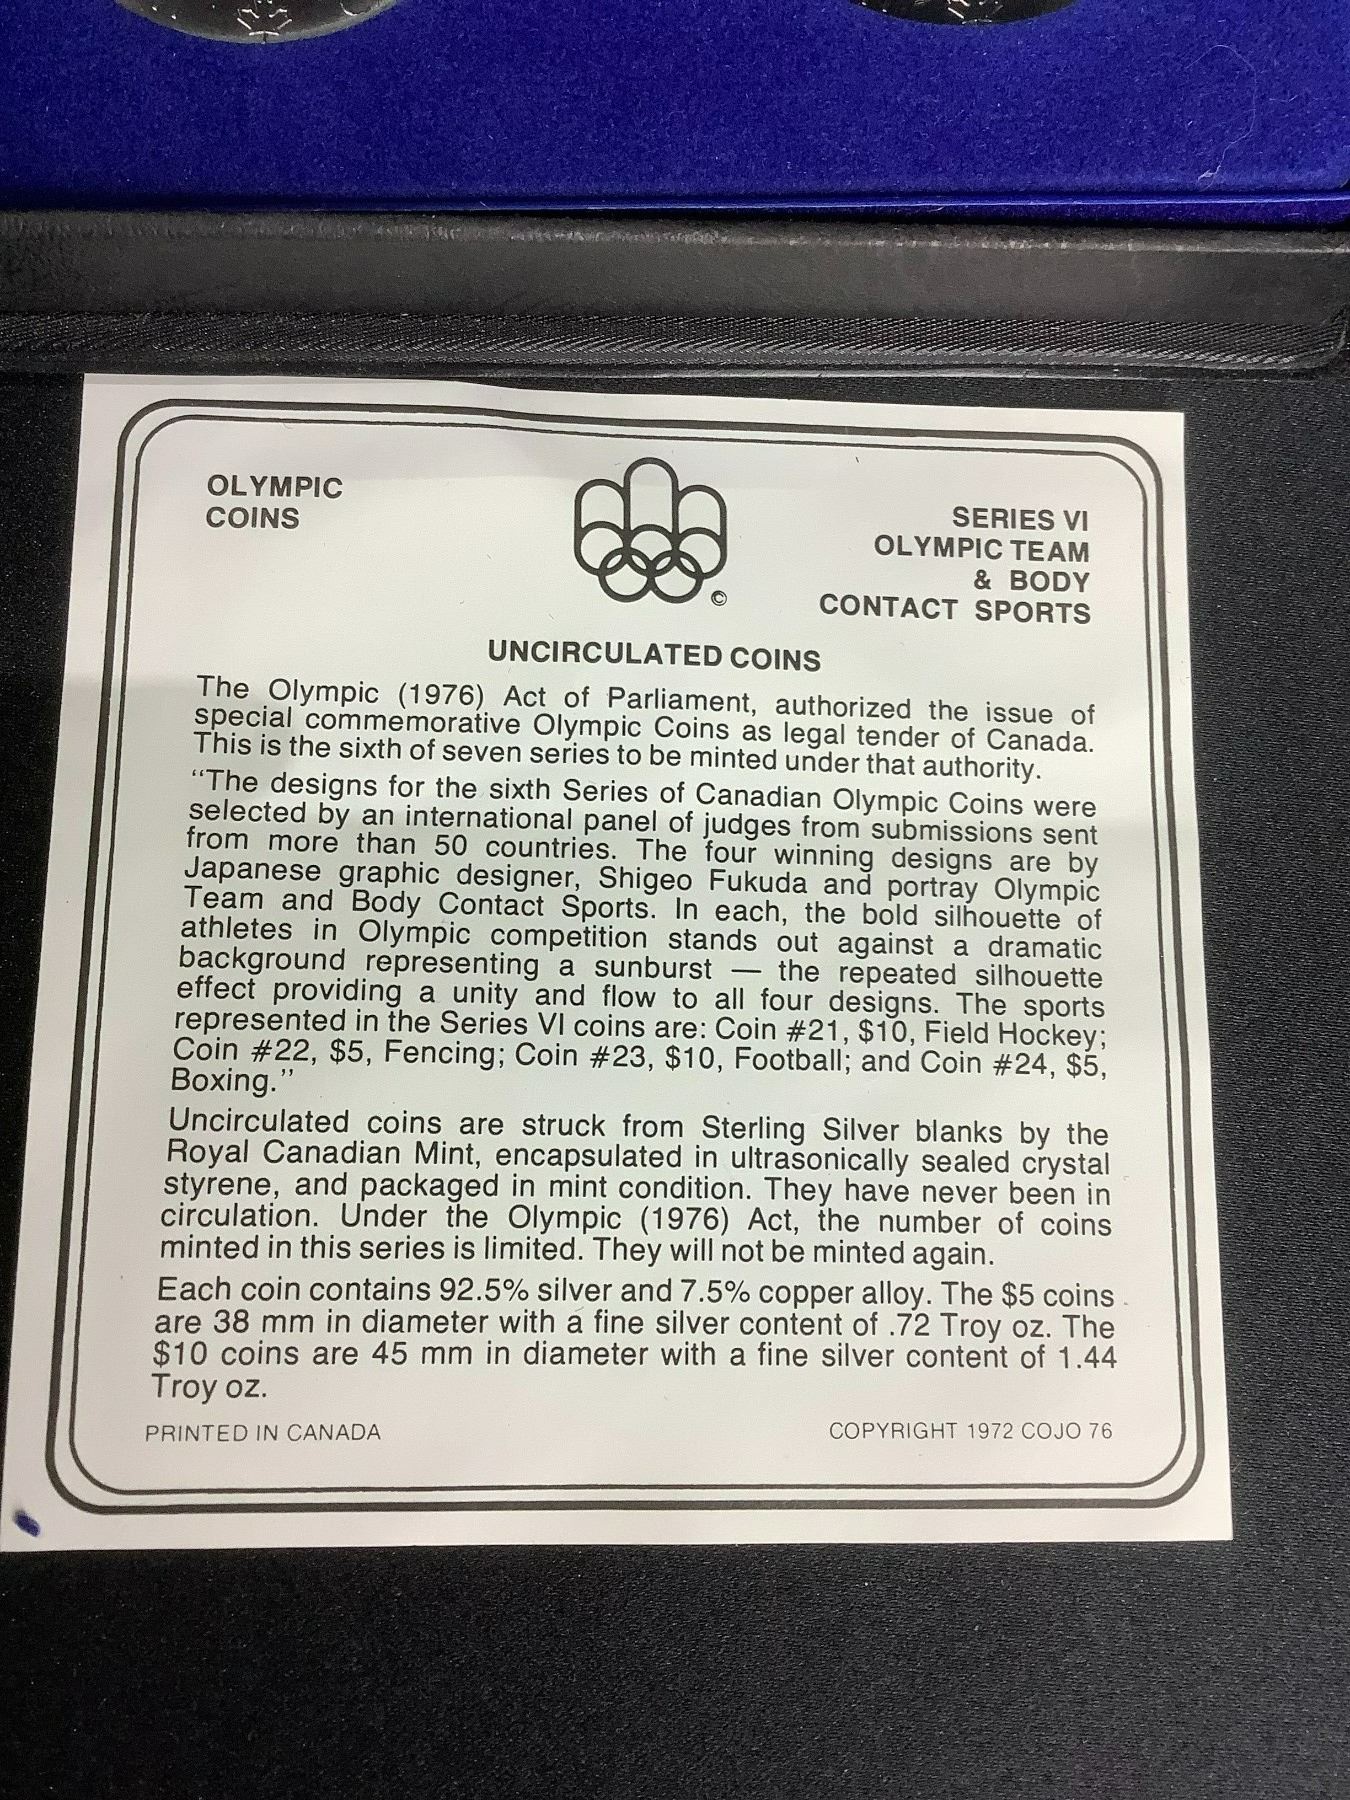 OLYMPIC
COINS
©
SERIES VI
OLYMPIC TEAM
& BODY
CONTACT SPORTS
UNCIRCULATED COINS
The Olympic (1976) Act of Parliament, authorized the issue of
special commemorative Olympic Coins as legal tender of Canada.
This is the sixth of seven series to be minted under that authority.
“The designs for the sixth Series of Canadian Olympic Coins were
selected by an international panel of judges from submissions sent
from more than 50 countries. The four winning designs are by
Japanese graphic designer, Shigeo Fukuda and portray Olympic
Team and Body Contact Sports. In each, the bold silhouette of
athletes in Olympic competition stands out against a dramatic
background representing a sunburst — the repeated silhouette
effect providing a unity and flow to all four designs. The sports
represented in the Series VI coins are: Coin #21, $10, Field Hockey;
Coin #22, $5, Fencing; Coin #23, $10, Football; and Coin #24, $5,
Boxing.”
Uncirculated coins are struck from Sterling Silver blanks by the
Royal Canadian Mint, encapsulated in ultrasonically sealed crystal
styrene, and packaged in mint condition. They have never been in
circulation. Under the Olympic (1976) Act, the number of coins
minted in this series is limited. They will not be minted again.
Each coin contains 92.5% silver and 7.5% copper alloy. The $5 coins
are 38 mm in diameter with a fine silver content of .72 Troy oz. The
$10 coins are 45 mm in diameter with a fine silver content of 1.44
Troy oz.
PRINTED IN CANADA
COPYRIGHT 1972 COJO 76